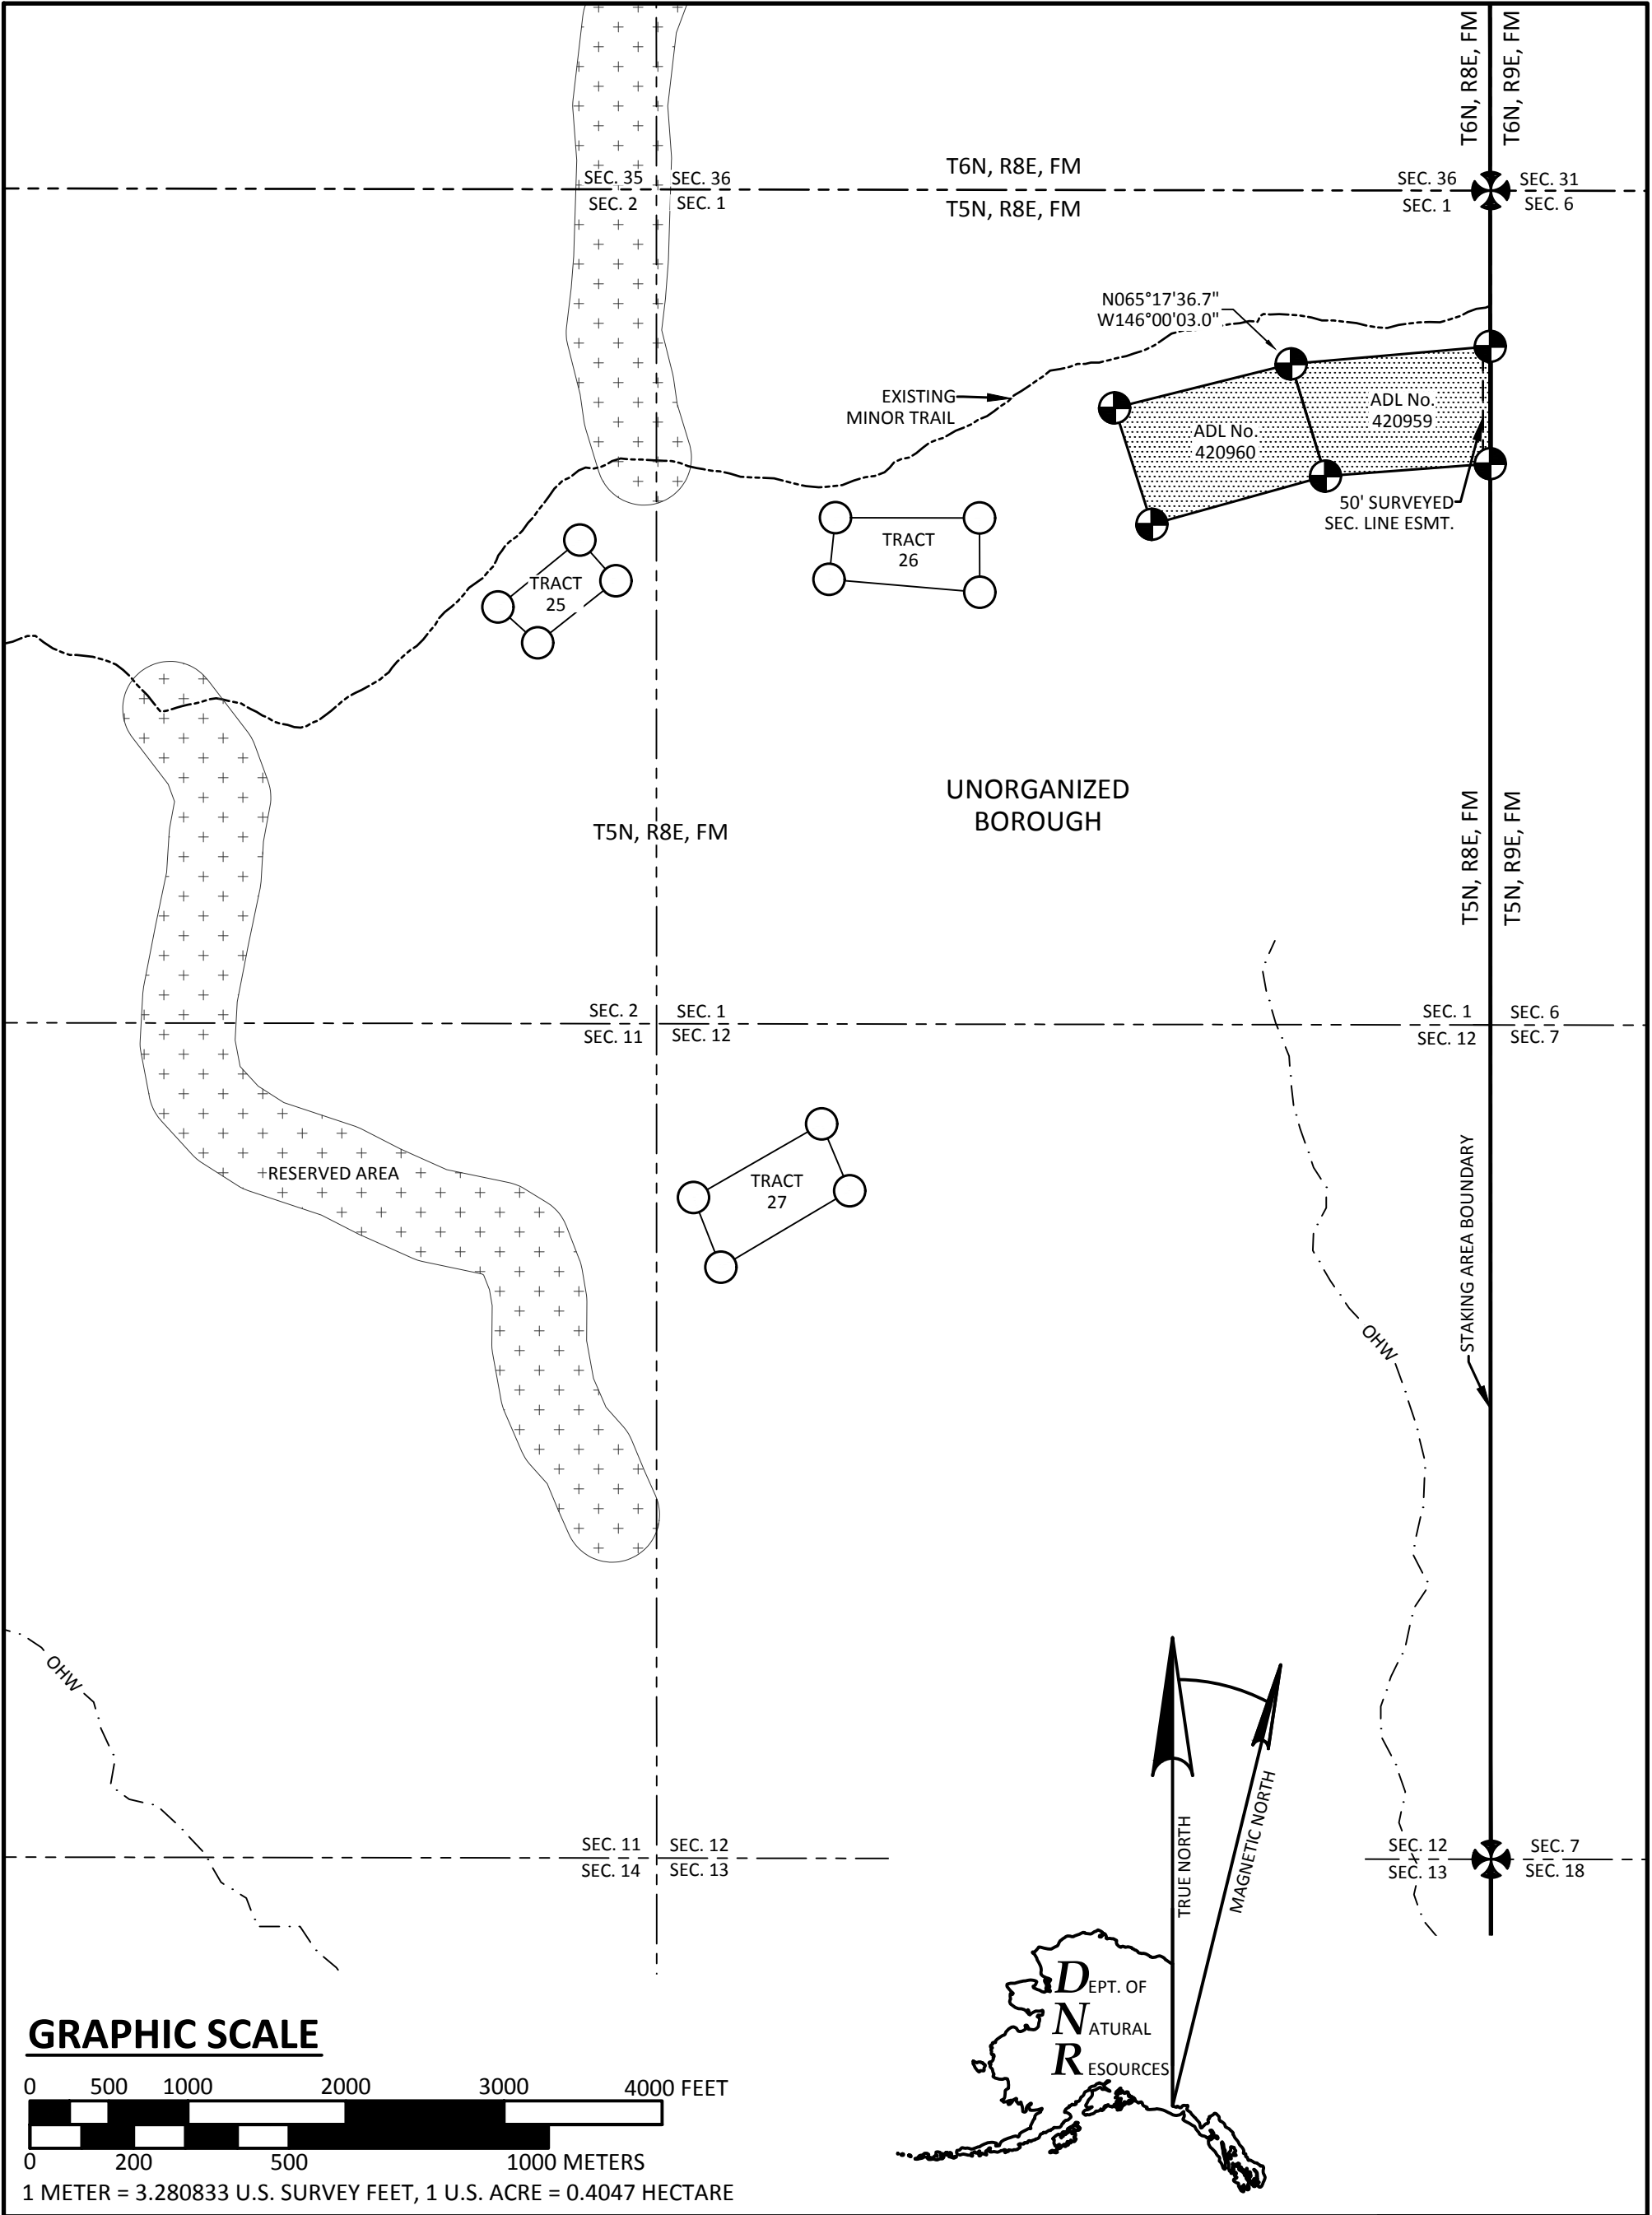 T6N, R8E, FM
T6N, R9E, FM
T6N, R8E, FM
SEC. 35
SEC. 36
SEC. 36
SEC. 31
SEC. 2
SEC. 1
T5N, R8E, FM
SEC. 1
SEC. 6
N065°17'36.7"
W146°00'03.0"
EXISTING
MINOR TRAIL
ADL No.
420959
ADL No.
420960
50' SURVEYED
SEC. LINE ESMT.
TRACT
26
TRACT
25
UNORGANIZED
BOROUGH
T5N, R8E, FM
T5N, R8E, FM
T5N, R9E, FM
SEC. 2
SEC. 1
SEC. 1
SEC. 6
SEC. 11
SEC. 12
SEC. 12
SEC. 7
RESERVED AREA
TRACT
27
STAKING AREA BOUNDARY
OHW
OHW
SEC. 11
SEC. 12
SEC. 12
SEC. 7
SEC. 14
SEC. 13
SEC. 13
SEC. 18
TRUE NORTH
MAGNETIC NORTH
DEPT. OF
NATURAL
RESOURCES
GRAPHIC SCALE
0 500 1000 2000 3000 4000 FEET
0 200 500 1000 METERS
1 METER = 3.280833 U.S. SURVEY FEET, 1 U.S. ACRE = 0.4047 HECTARE